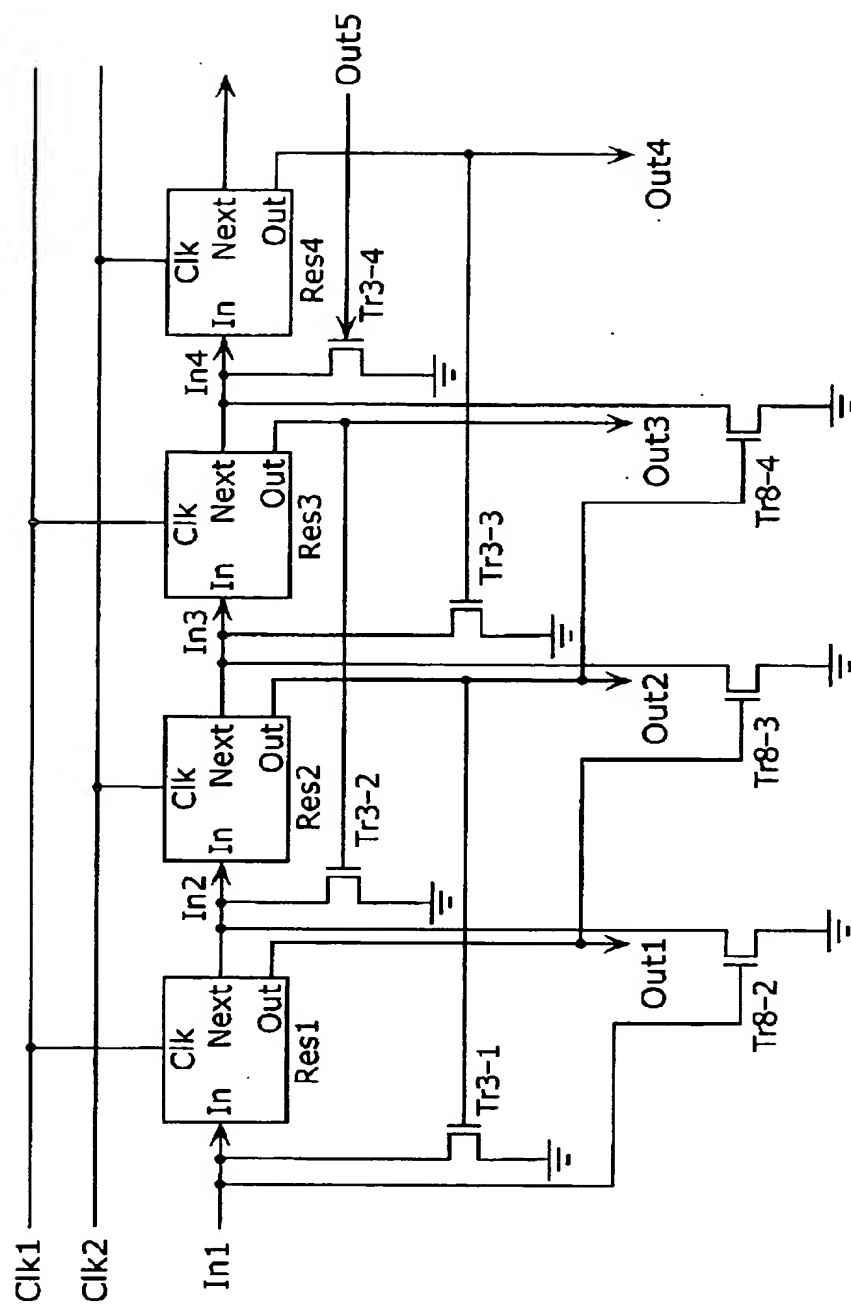 Clk1
Clk2
In1
Clk
In
Next
Out
Res1
In2
Clk
In
Next
Out
Res2
In3
Clk
In
Next
Out
Res3
In4
Clk
In
Next
Out
Res4
Out5
Tr3-1
Tr3-2
Tr3-3
Tr3-4
Out1
Out2
Out3
Out4
Tr8-2
Tr8-3
Tr8-4